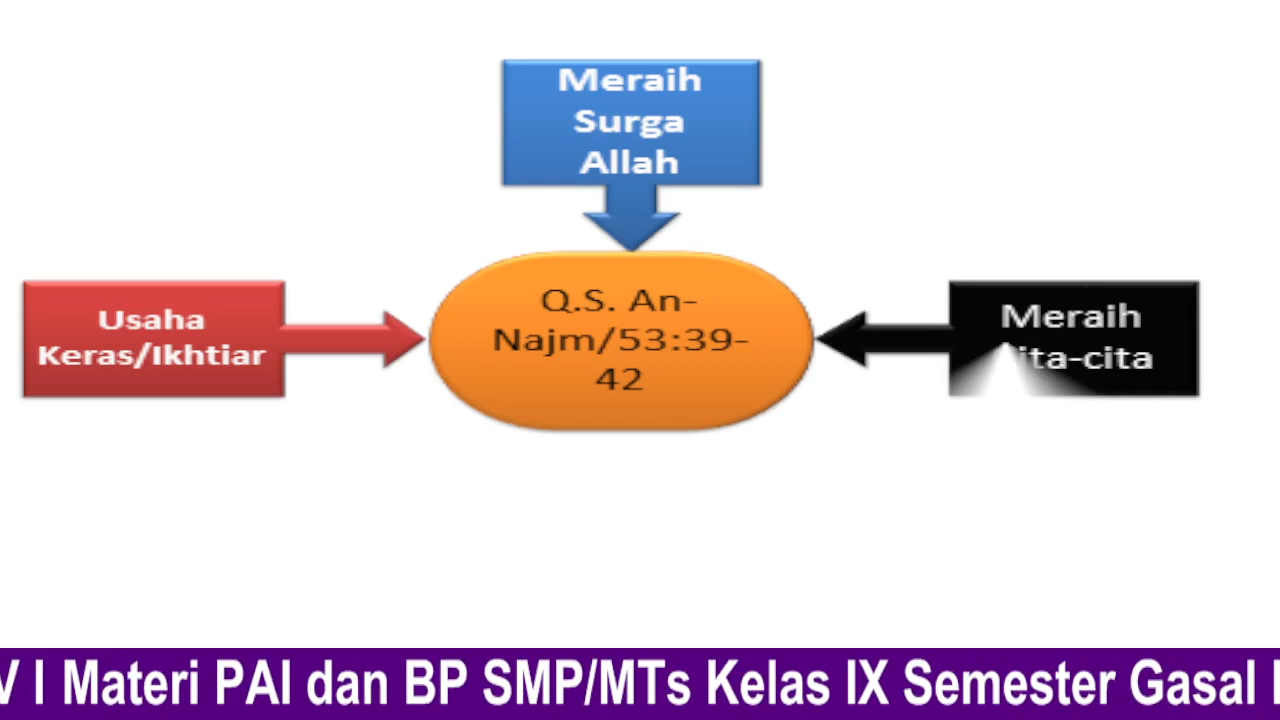 Meraih
Surga
Allah
Usaha
Keras/Ikhtiar
Q.S. An-
Najm/53:39-
42
Meraih
ita-cita
V I Materi PAI dan BP SMP/MTs Kelas IX Semester Gasal